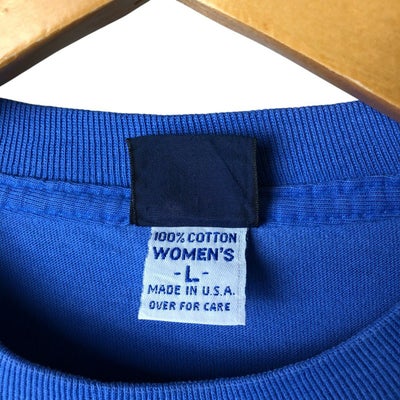 100% COTTON
WOMEN'S
-L-
MADE IN U.S.A.
OVER FOR CARE